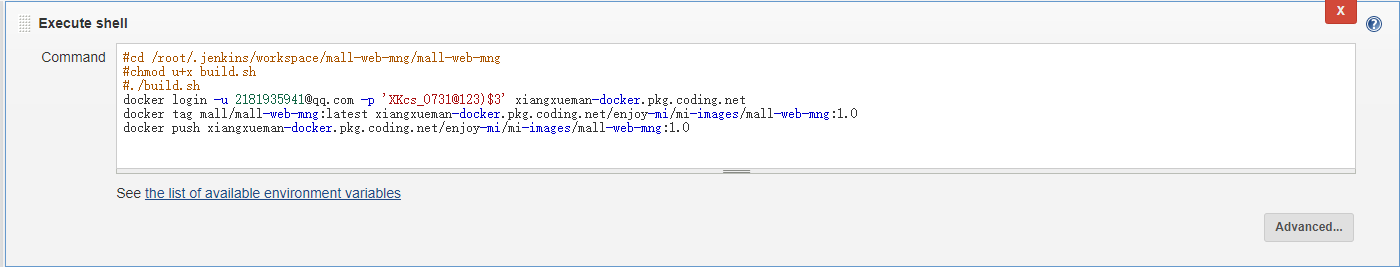 Execute shell
X
Command
#cd /root/.jenkins/workspace/mall-web-mng/mall-web-mng
#chmod u+x build.sh
#./build.sh
docker login -u 2181935941@qq.com -p 'XKcs_0731@123)$3' xiangxueman-docker.pkg.coding.net
docker tag mall/mall-web-mng:latest xiangxueman-docker.pkg.coding.net/enjoy-mi/mi-images/mall-web-mng:1.0
docker push xiangxueman-docker.pkg.coding.net/enjoy-mi/mi-images/mall-web-mng:1.0
See the list of available environment variables
Advanced...